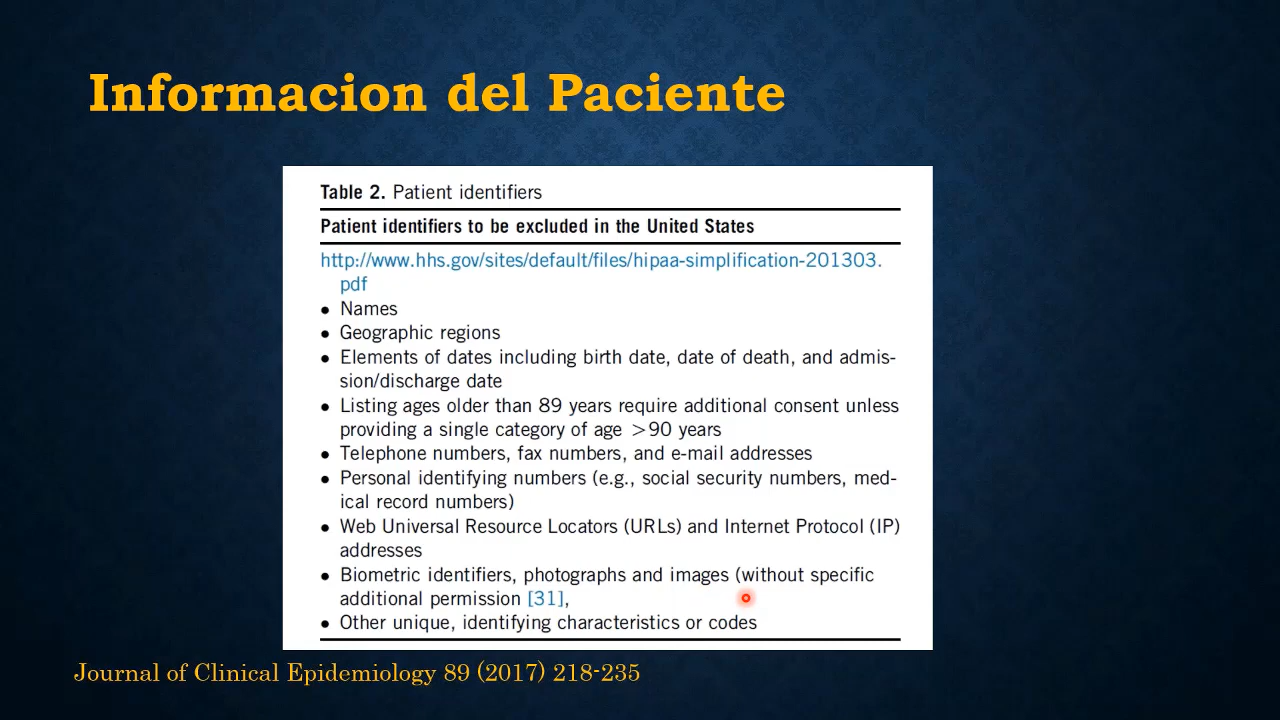 Informacion del Paciente
Table 2. Patient identifiers
Patient identifiers to be excluded in the United States
http://www.hhs.gov/sites/default/files/hipaa-simplification-201303.
pdf
• Names
• Geographic regions
• Elements of dates including birth date, date of death, and admis-
sion/discharge date
• Listing ages older than 89 years require additional consent unless
providing a single category of age >90 years
• Telephone numbers, fax numbers, and e-mail addresses
• Personal identifying numbers (e.g., social security numbers, med-
ical record numbers)
• Web Universal Resource Locators (URLs) and Internet Protocol (IP)
addresses
• Biometric identifiers, photographs and images (without specific
additional permission [31],
• Other unique, identifying characteristics or codes
Journal of Clinical Epidemiology 89 (2017) 218-235